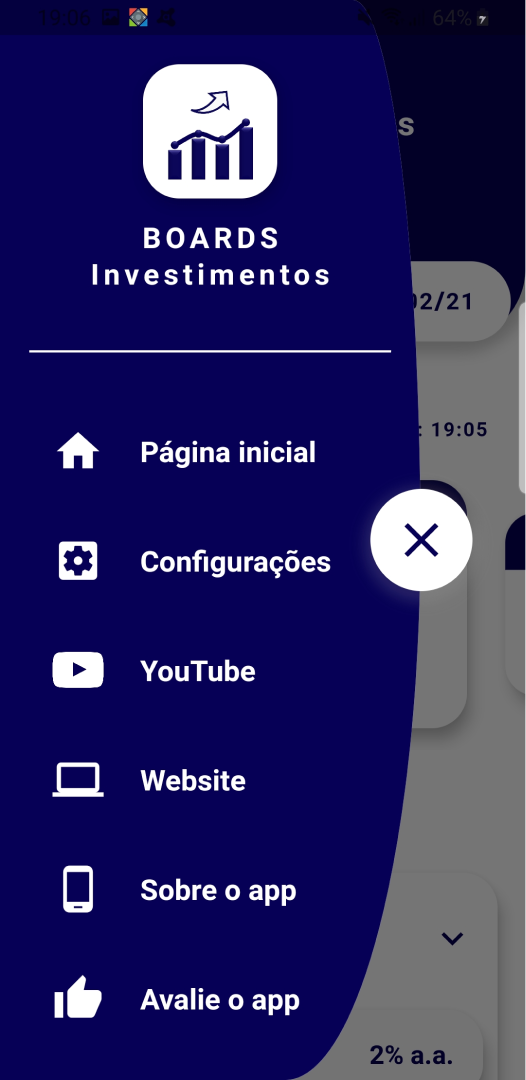 19:06
64%
s
BOARDS
Investimentos
02/21
: 19:05
Página inicial
Configurações
YouTube
Website
Sobre o app
Avalie o app
2% a.a.